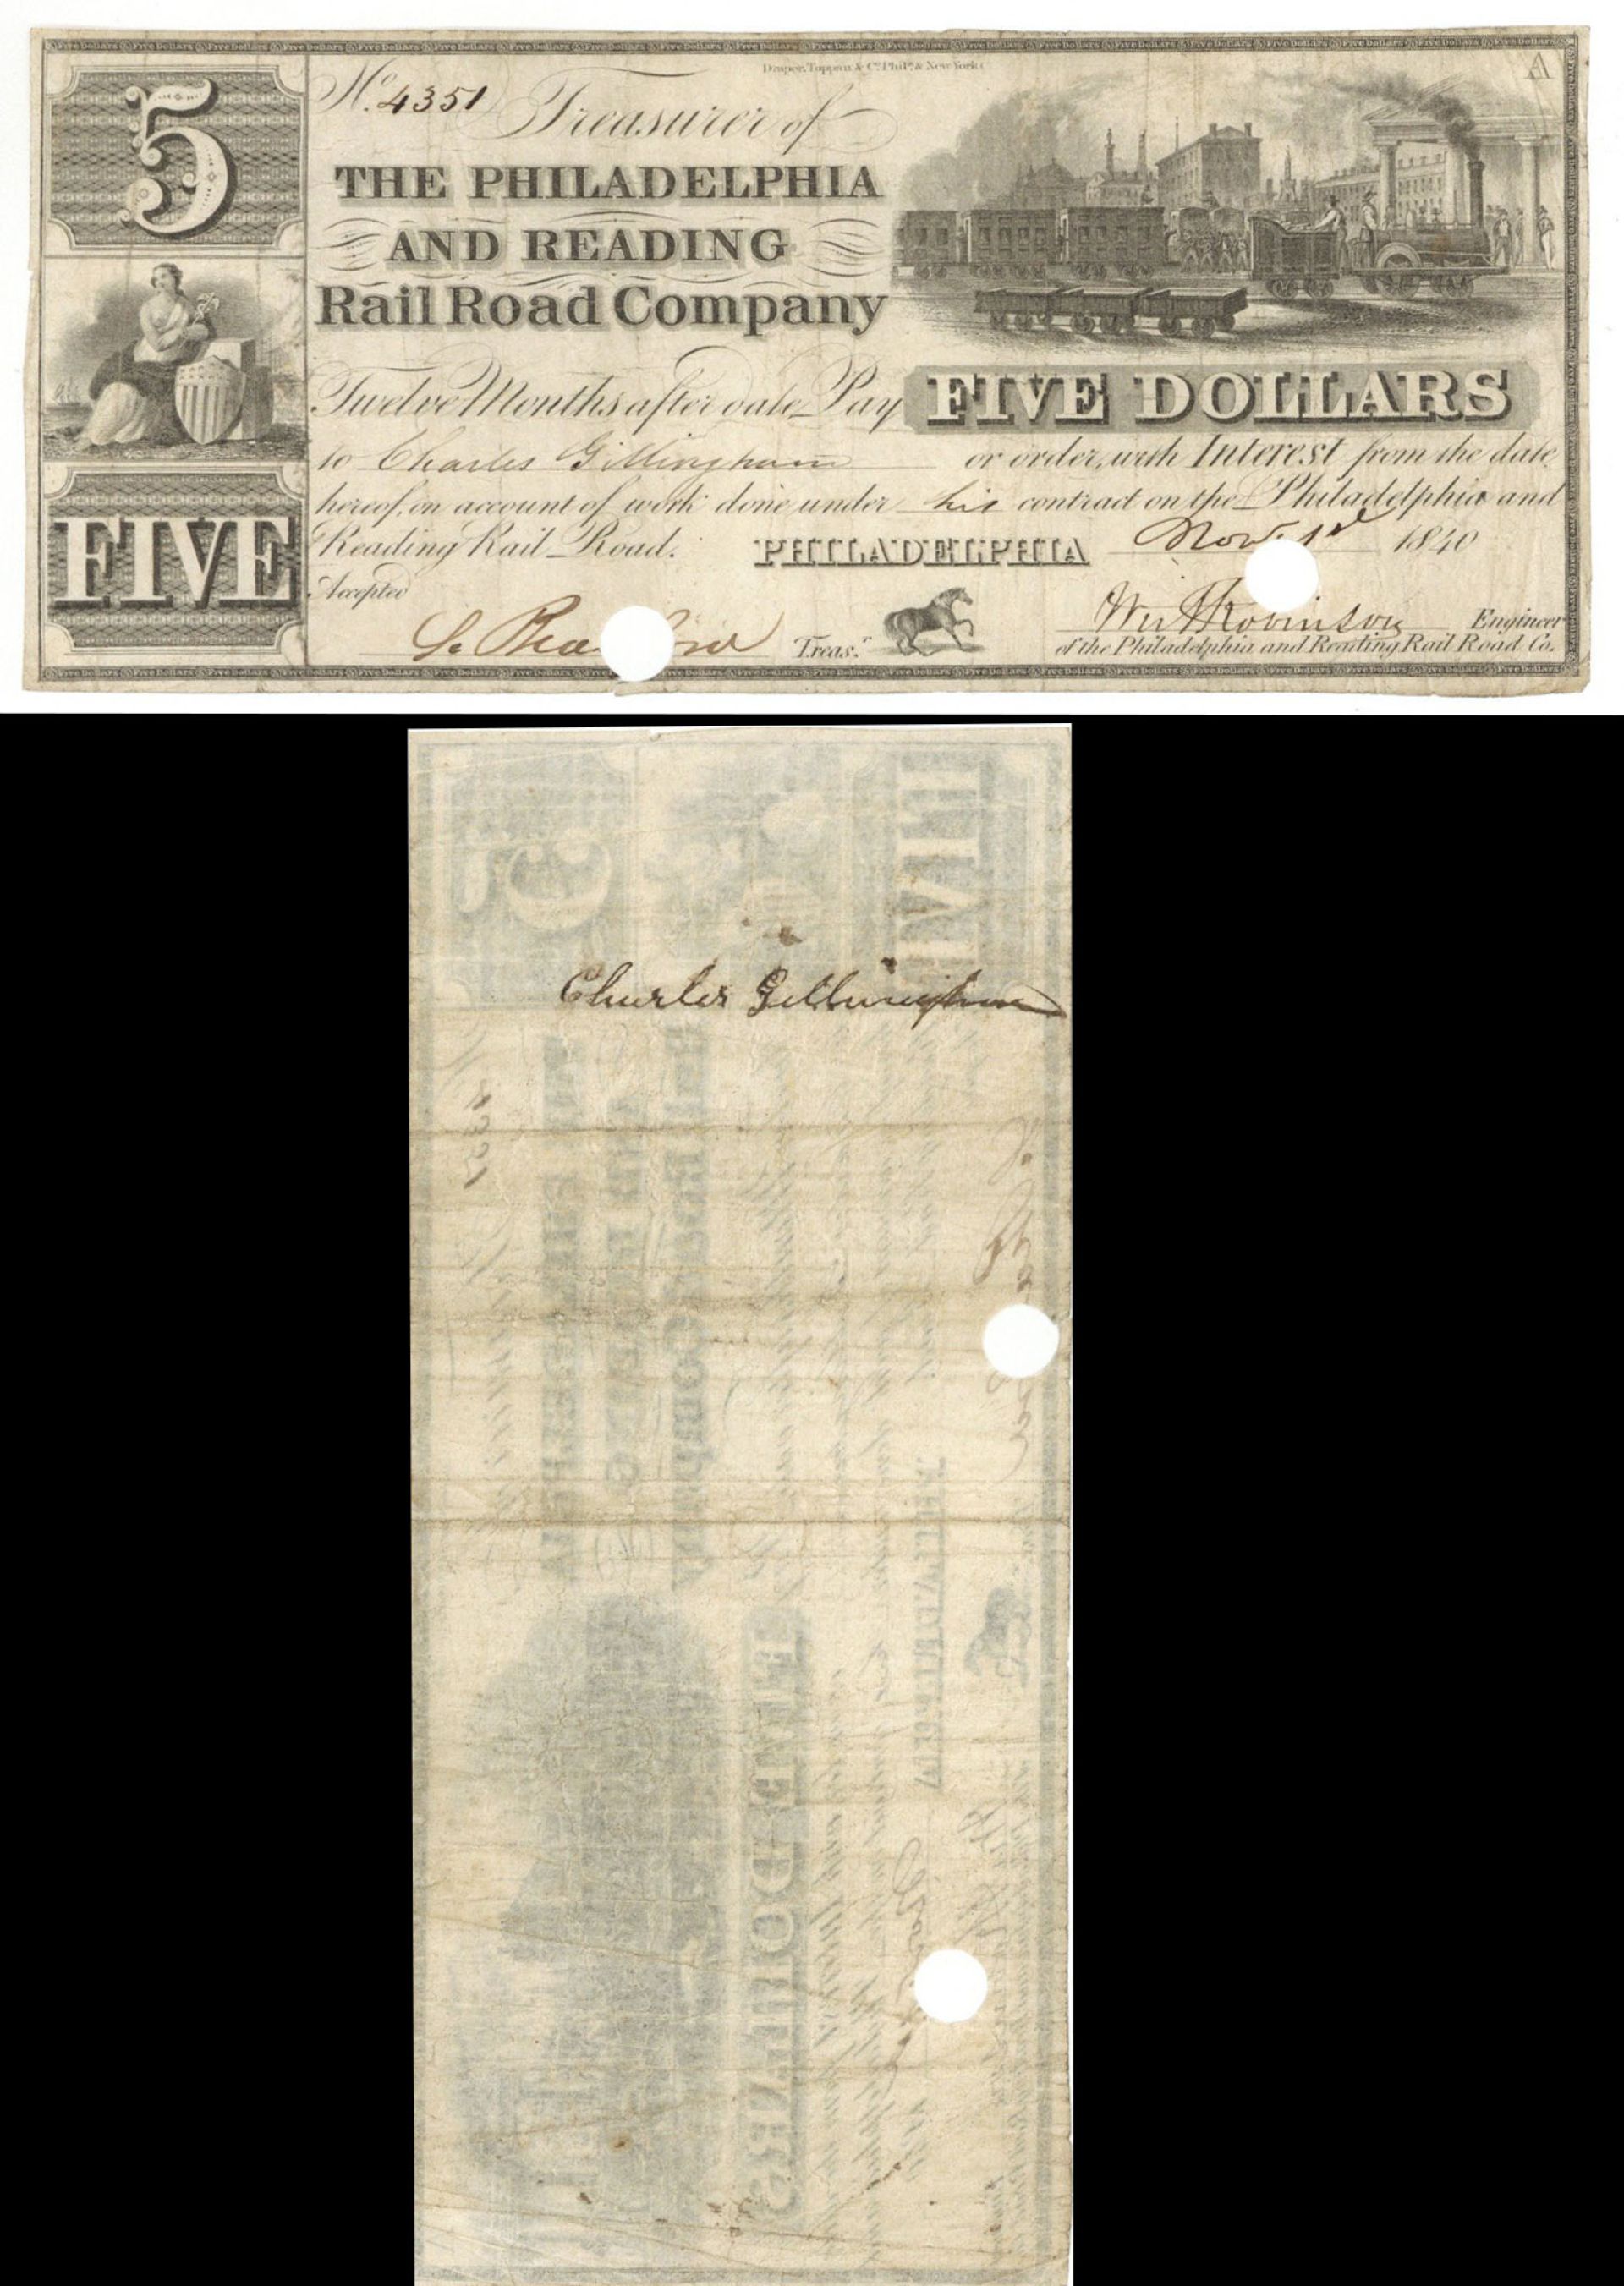 5
No. 4351
Draper, Toppan & Co. Phila. & New York
A
Treasurer of
THE PHILADELPHIA
AND READING
Rail Road Company
Twelve Months after date Pay FIVE DOLLARS
to Charles Gillingham or order, with Interest from the date
hereof, on account of work done under his contract on the Philadelphia and
Reading Rail Road. PHILADELPHIA Nov. 1st 1840
FIVE
Accepted
Treasr.
Wm Robinson Engineer
of the Philadelphia and Reading Rail Road Co.
Charles Gillingham